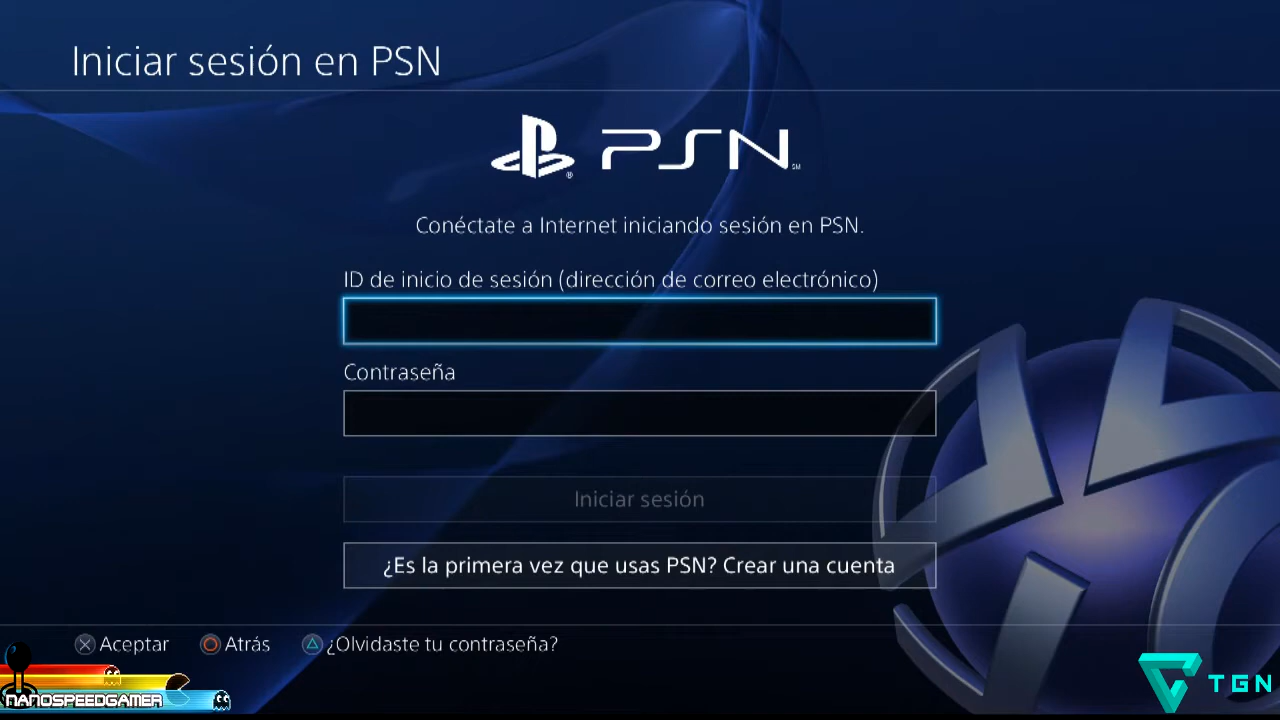 Iniciar sesión en PSN
PSN
Conéctate a Internet iniciando sesión en PSN.
ID de inicio de sesión (dirección de correo electrónico)
Contraseña
Iniciar sesión
¿Es la primera vez que usas PSN? Crear una cuenta
Aceptar Atrás ¿Olvidaste tu contraseña?
NANOSPEEDGAMER
TGN